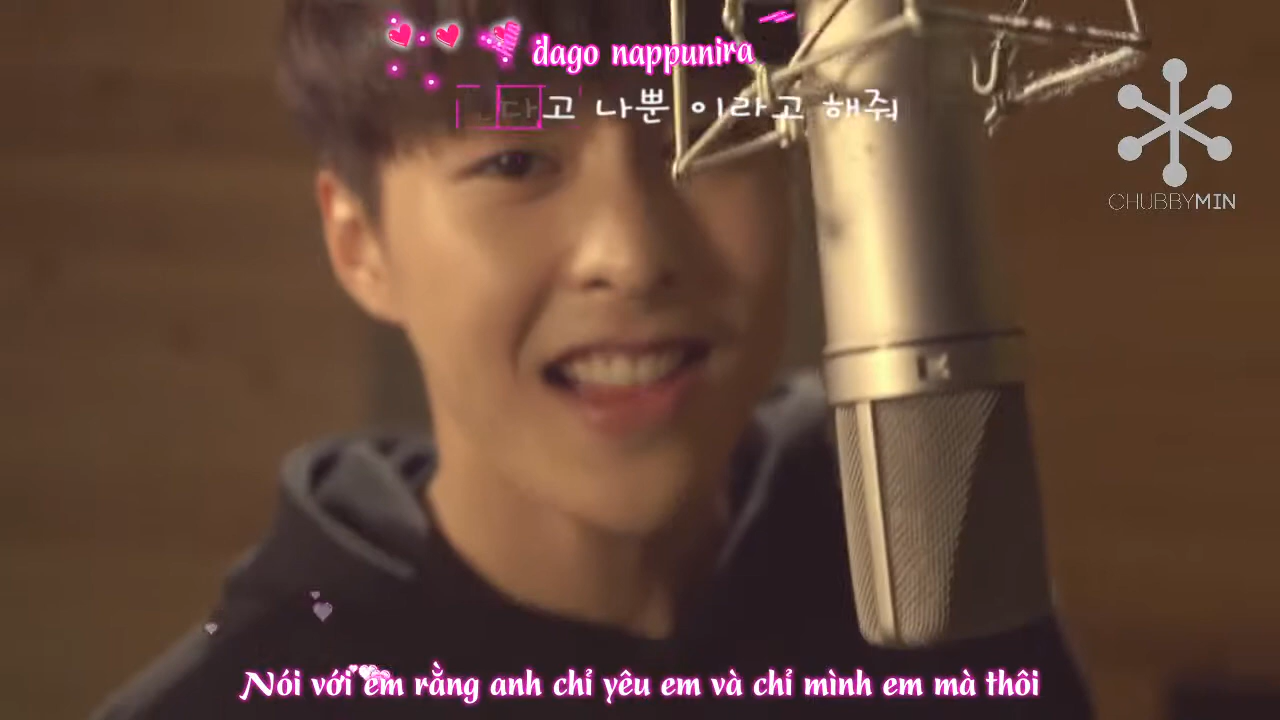 dago nappunira
다고 나뿐 이라고 해줘
CHUBBYMIN
Nói với em rằng anh chỉ yêu em và chỉ mình em mà thôi